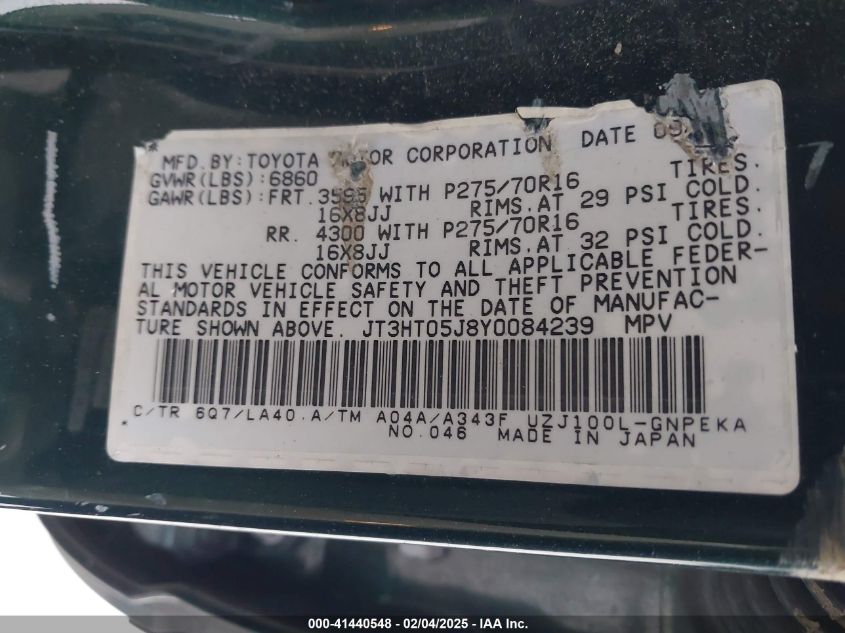 MFD. BY: TOYOTA MOTOR CORPORATION DATE 09
GVWR(LBS): 6860
GAWR(LBS): FRT. 3595 WITH P275/70R16 TIRES.
16X8JJ RIMS. AT 29 PSI COLD.
RR. 4300 WITH P275/70R16 TIRES.
16X8JJ RIMS. AT 32 PSI COLD.
THIS VEHICLE CONFORMS TO ALL APPLICABLE FEDER-
AL MOTOR VEHICLE SAFETY AND THEFT PREVENTION
STANDARDS IN EFFECT ON THE DATE OF MANUFAC-
TURE SHOWN ABOVE. JT3HT05J8Y0084239 MPV
C/TR 6Q7/LA40 .A/TM A04A/A343F UZJ100L-GNPEKA
* NO. 046 MADE IN JAPAN
000-41440548 - 02/04/2025 - IAA Inc.